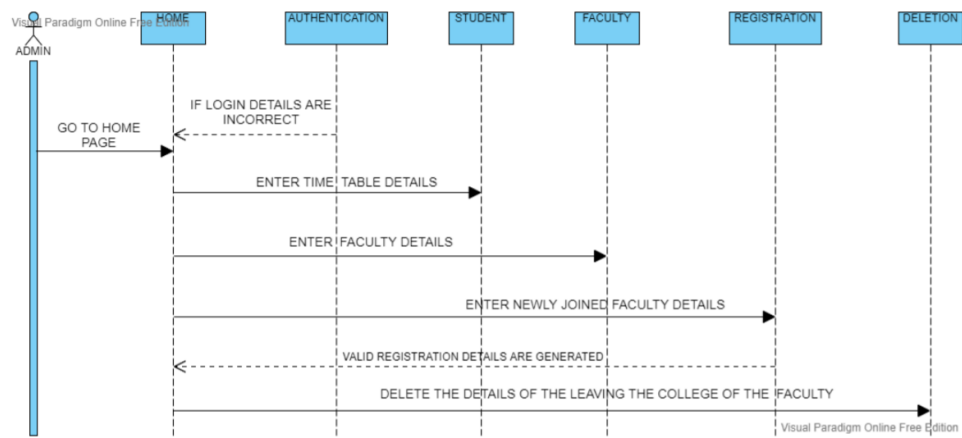 Visual Paradigm Online Free Edition
HOME
AUTHENTICATION
STUDENT
FACULTY
REGISTRATION
DELETION
ADMIN
IF LOGIN DETAILS ARE
INCORRECT
GO TO HOME
PAGE
ENTER TIME TABLE DETAILS
ENTER FACULTY DETAILS
ENTER NEWLY JOINED FACULTY DETAILS
VALID REGISTRATION DETAILS ARE GENERATED
DELETE THE DETAILS OF THE LEAVING THE COLLEGE OF THE FACULTY
Visual Paradigm Online Free Edition